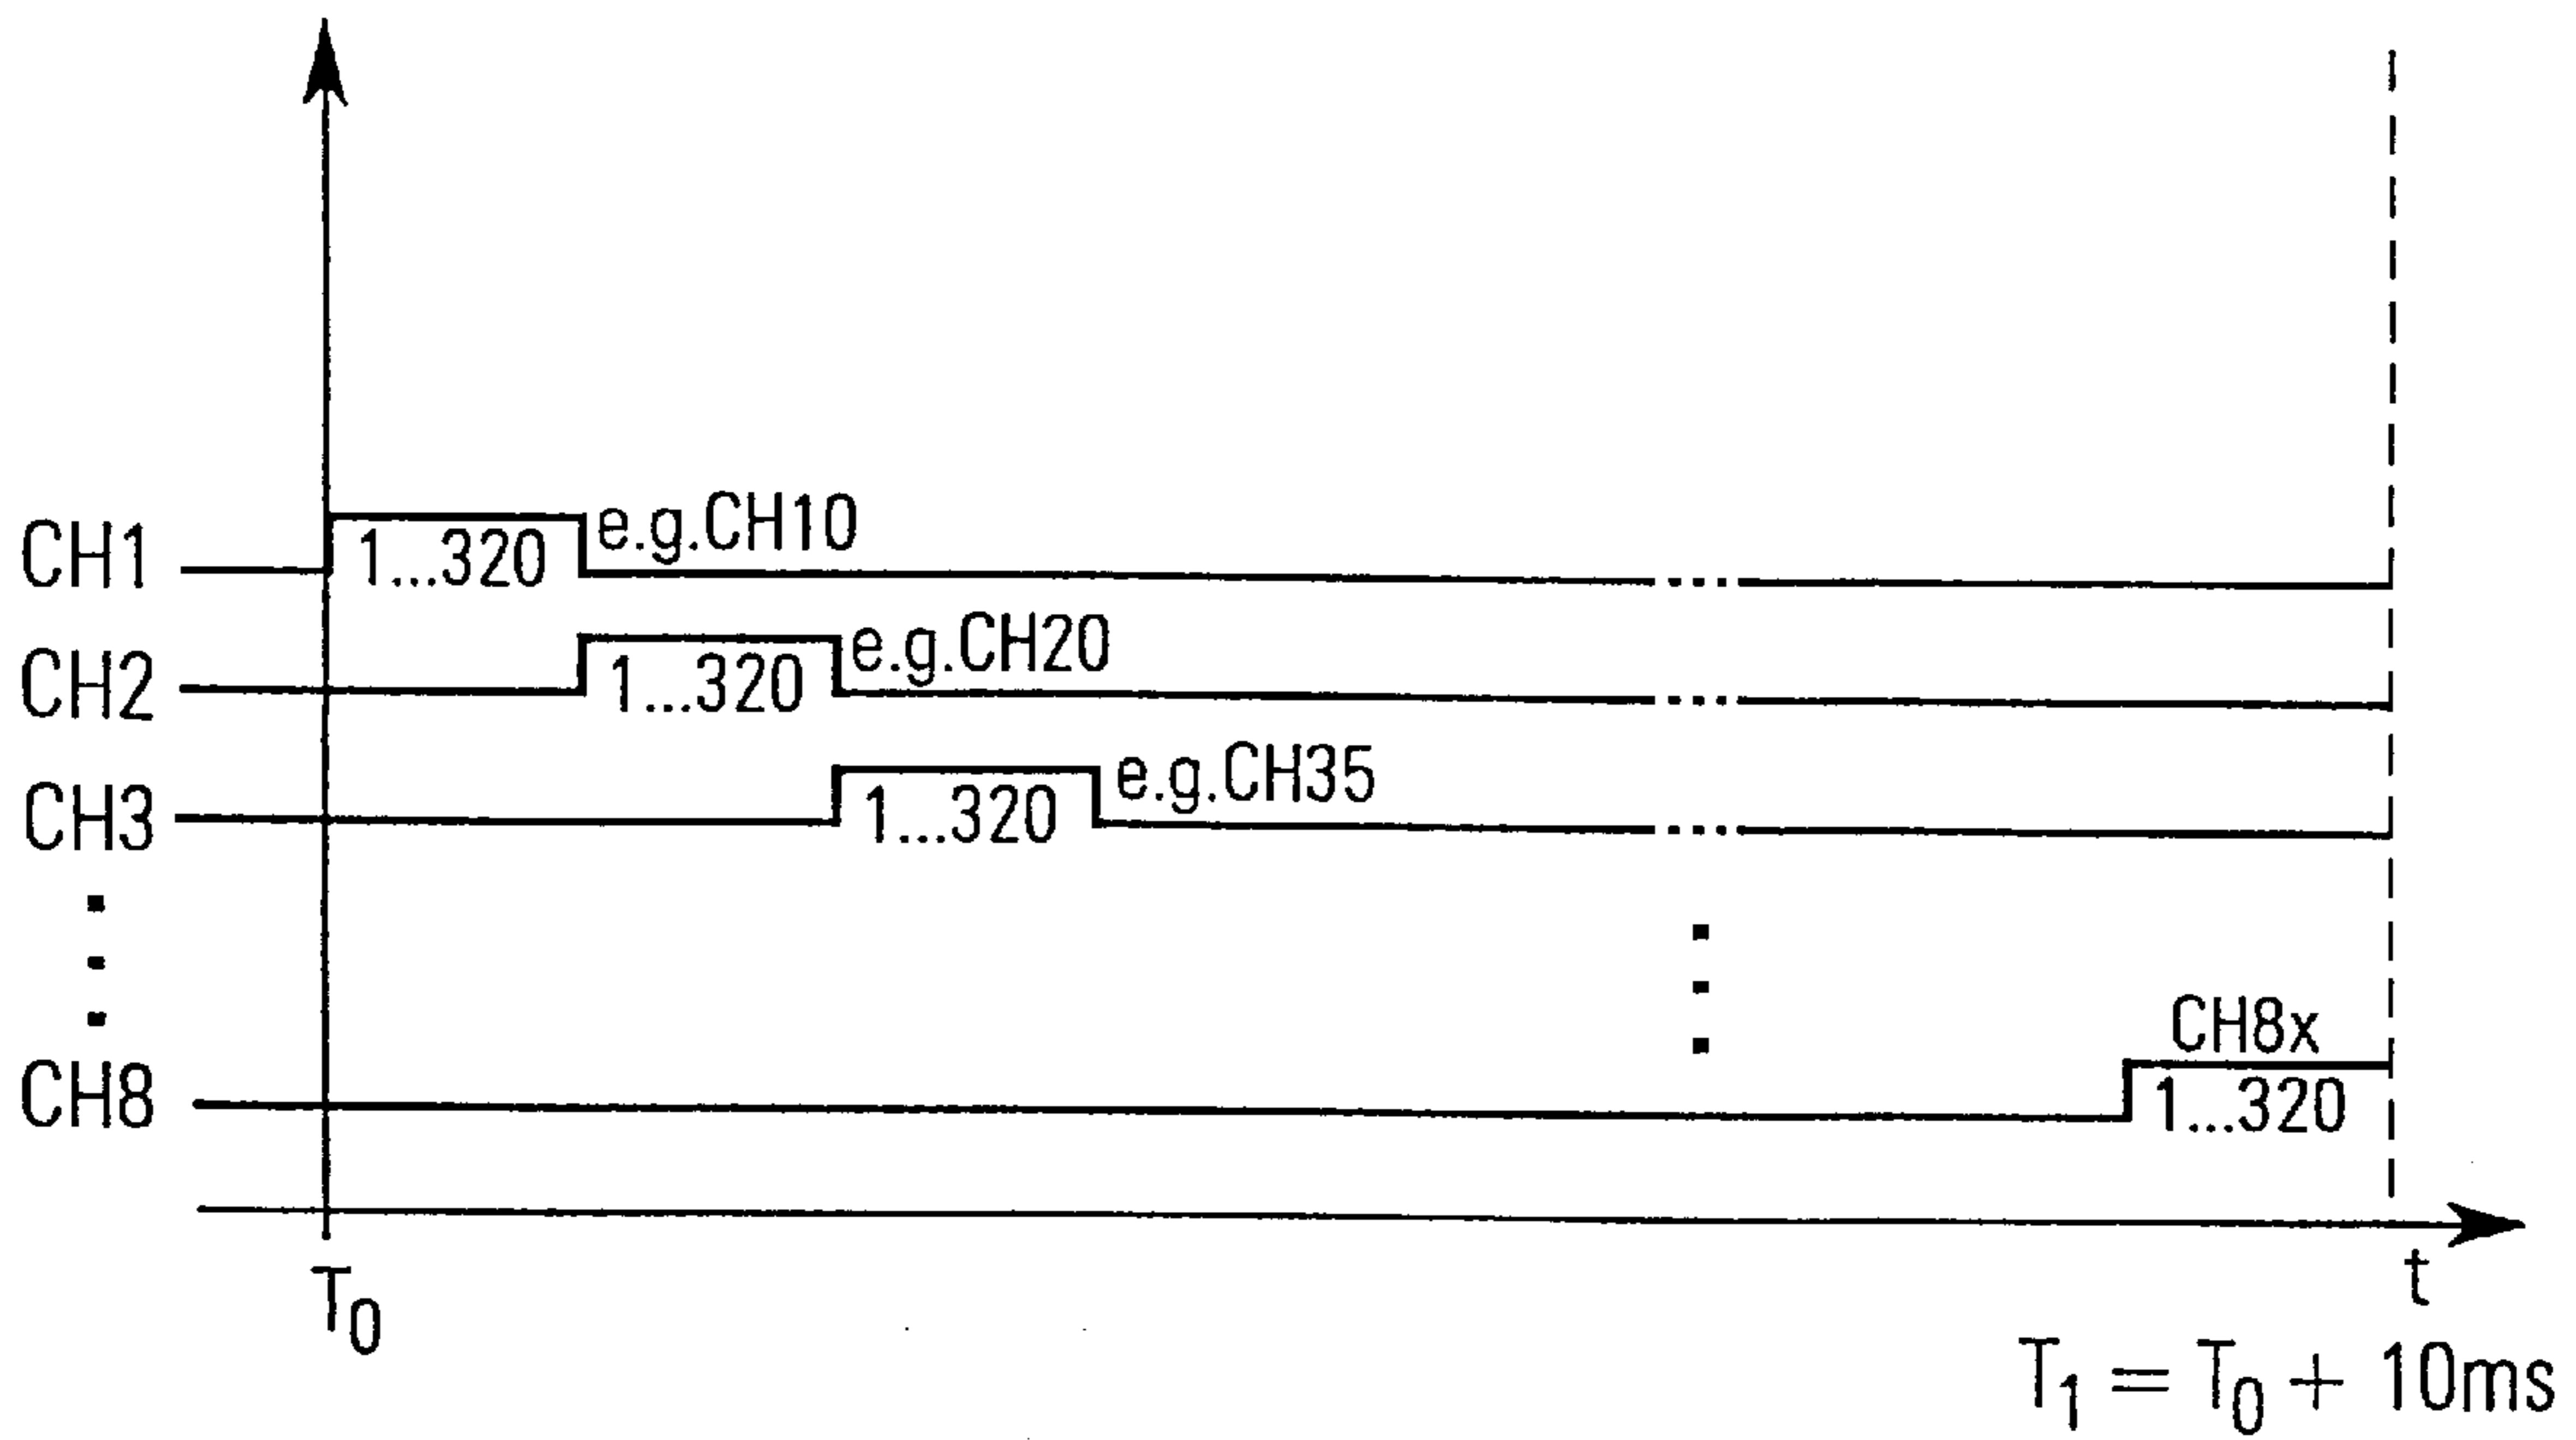 CH1 1...320 e.g.CH10
CH2 1...320 e.g.CH20
CH3 1...320 e.g.CH35
CH8x
CH8 1...320
T0 t
T1 = T0 + 10ms